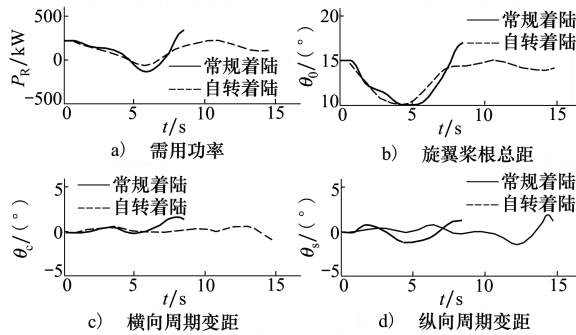 500
0
−500
P_R/kW
常规着陆
自转着陆
0 5 10 15
t/s
a) 需用功率
20
15
10
θ_0/(°)
常规着陆
自转着陆
0 5 10 15
t/s
b) 旋翼桨根总距
5
0
−5
θ_c/(°)
常规着陆
自转着陆
0 5 10 15
t/s
c) 横向周期变距
5
0
−5
θ_s/(°)
常规着陆
自转着陆
0 5 10 15
t/s
d) 纵向周期变距